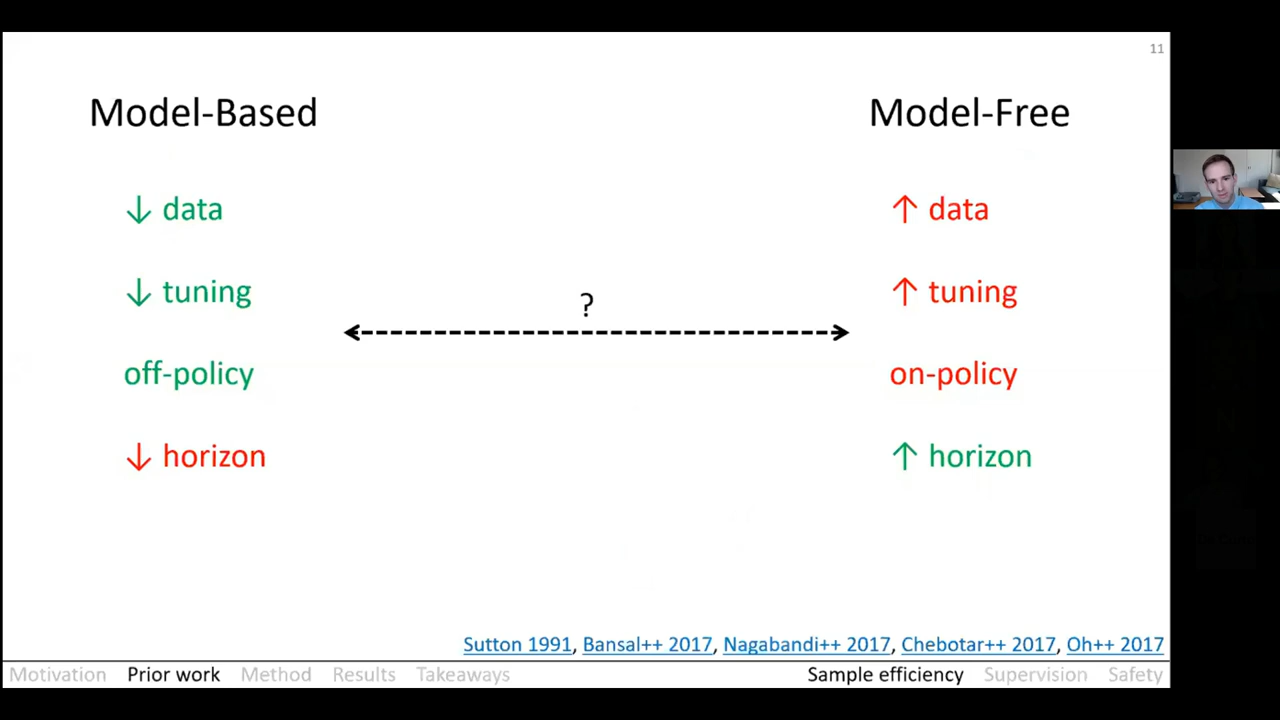 11
Model-Based
Model-Free
↓ data
↑ data
↓ tuning
↑ tuning
?
off-policy
on-policy
↓ horizon
↑ horizon
Sutton 1991, Bansal++ 2017, Nagabandi++ 2017, Chebotar++ 2017, Oh++ 2017
Motivation Prior work Method Results Takeaways Sample efficiency Supervision Safety